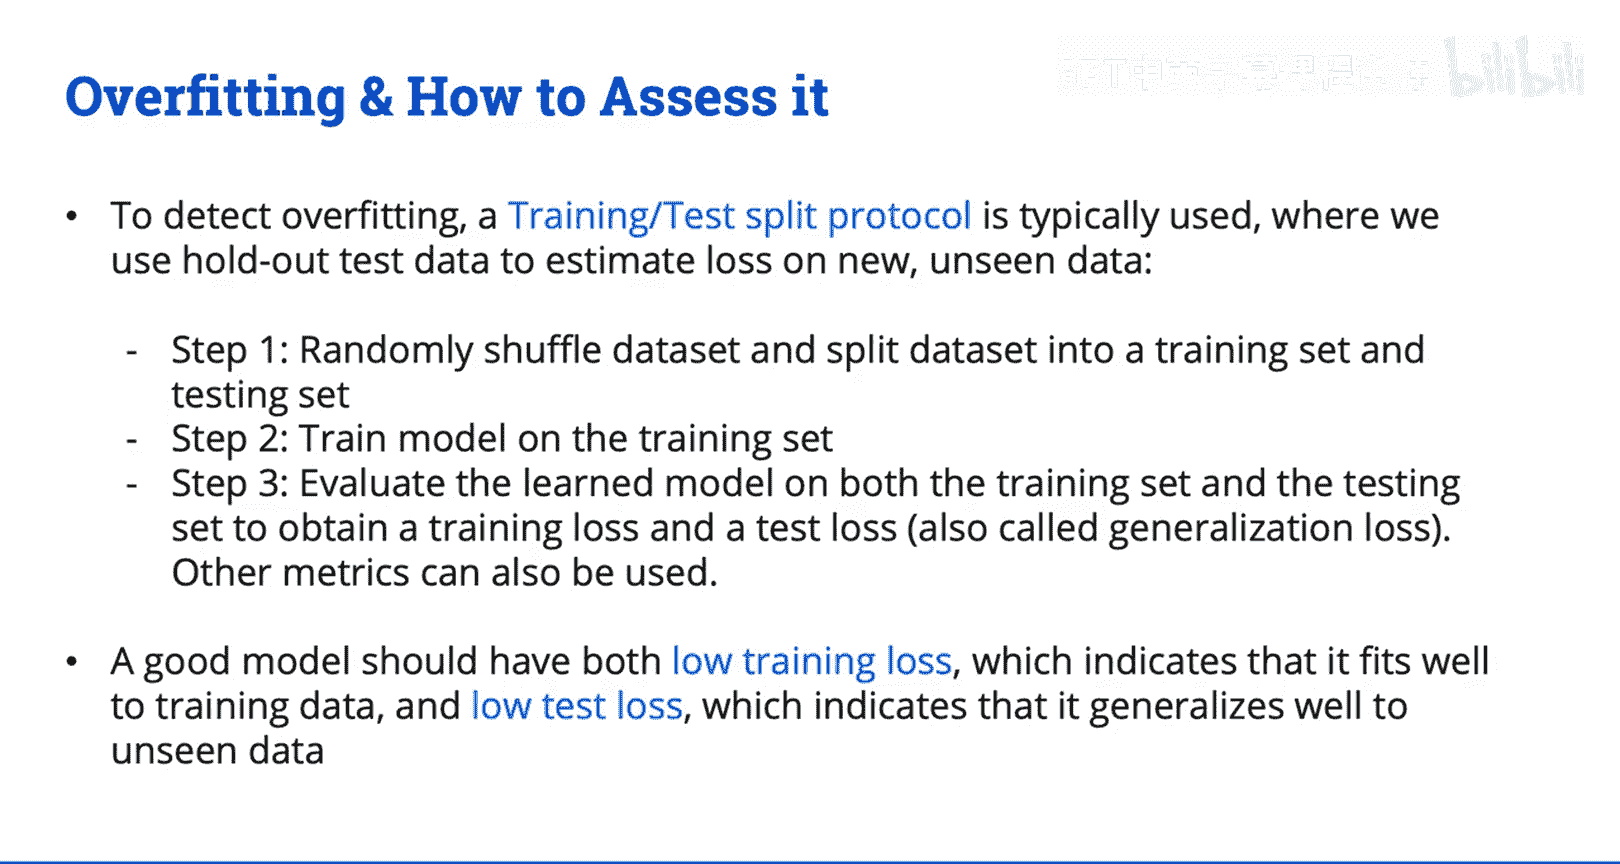 Overfitting & How to Assess it
• To detect overfitting, a Training/Test split protocol is typically used, where we
use hold-out test data to estimate loss on new, unseen data:
- Step 1: Randomly shuffle dataset and split dataset into a training set and
testing set
- Step 2: Train model on the training set
- Step 3: Evaluate the learned model on both the training set and the testing
set to obtain a training loss and a test loss (also called generalization loss).
Other metrics can also be used.
• A good model should have both low training loss, which indicates that it fits well
to training data, and low test loss, which indicates that it generalizes well to
unseen data
bilibili